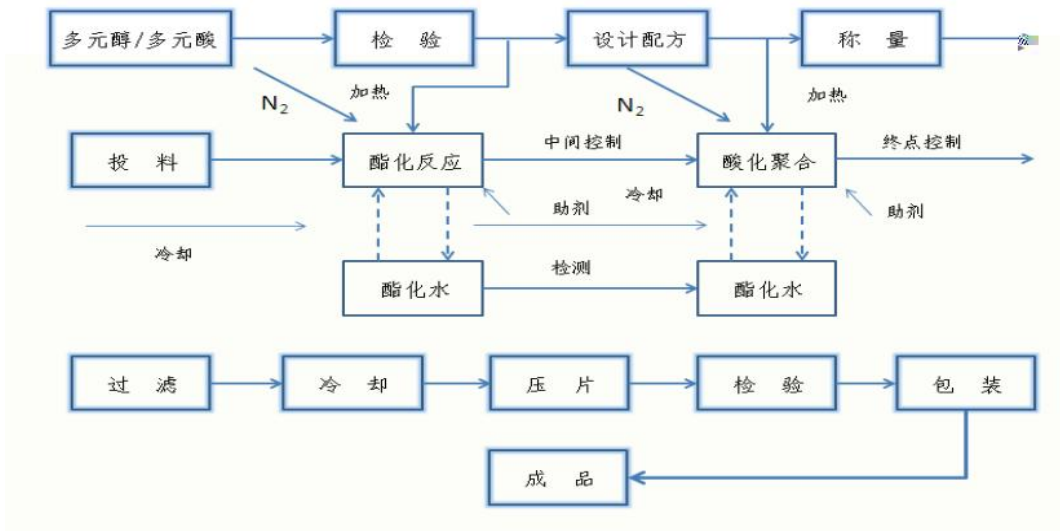 多元醇/多元酸
检 验
设计配方
称 量
N2
加热
N2
加热
投 料
酯化反应
中间控制
酸化聚合
终点控制
冷却
助剂
冷却
助剂
酯化水
检测
酯化水
过 滤
冷 却
压 片
检 验
包 装
成 品